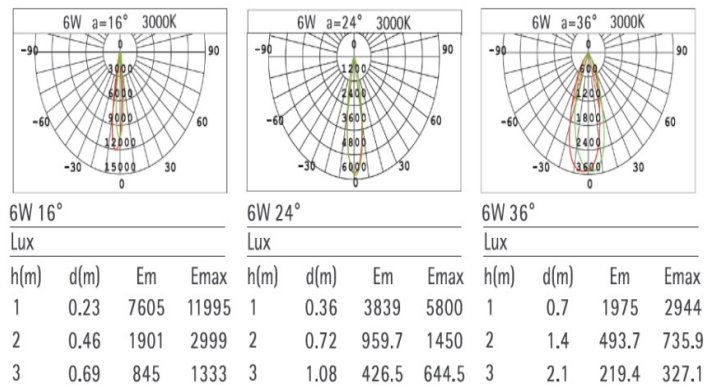 6W a=16° 3000K
0
-90 90
3000
6000
9000
-60 60
12000
-30 15000 30
0
6W 16°
Lux
h(m) d(m) Em Emax
1 0.23 7605 11995
2 0.46 1901 2999
3 0.69 845 1333
6W a=24° 3000K
0
-90 90
1200
2400
3600
-60 60
4800
-30 6000 30
0
6W 24°
Lux
h(m) d(m) Em Emax
1 0.36 3839 5800
2 0.72 959.7 1450
3 1.08 426.5 644.5
6W a=36° 3000K
0
-90 90
600
1200
1800
-60 60
2400
-30 3600 30
0
6W 36°
Lux
h(m) d(m) Em Emax
1 0.7 1975 2944
2 1.4 493.7 735.9
3 2.1 219.4 327.1